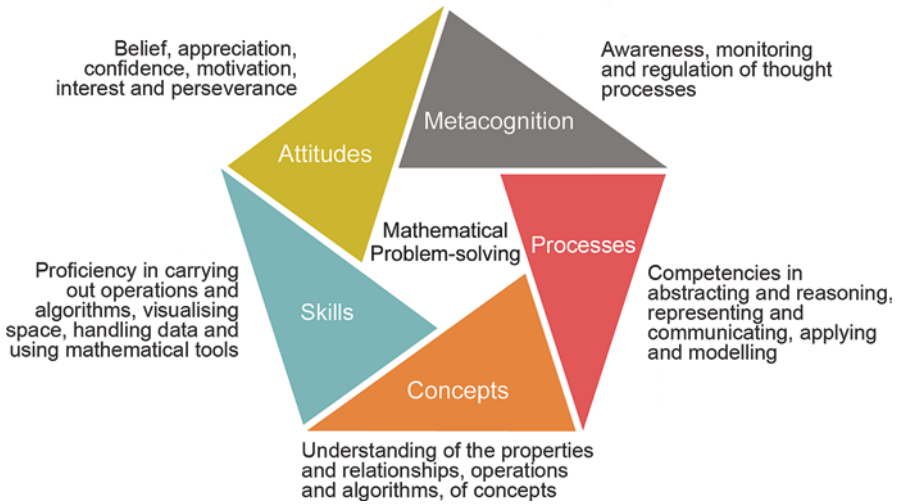 Belief, appreciation,
confidence, motivation,
interest and perseverance
Attitudes
Metacognition
Awareness, monitoring
and regulation of thought
processes
Mathematical
Problem-solving
Processes
Competencies in
abstracting and reasoning,
representing and
communicating, applying
and modelling
Proficiency in carrying
out operations and
algorithms, visualising
space, handling data and
using mathematical tools
Skills
Concepts
Understanding of the properties
and relationships, operations
and algorithms, of concepts